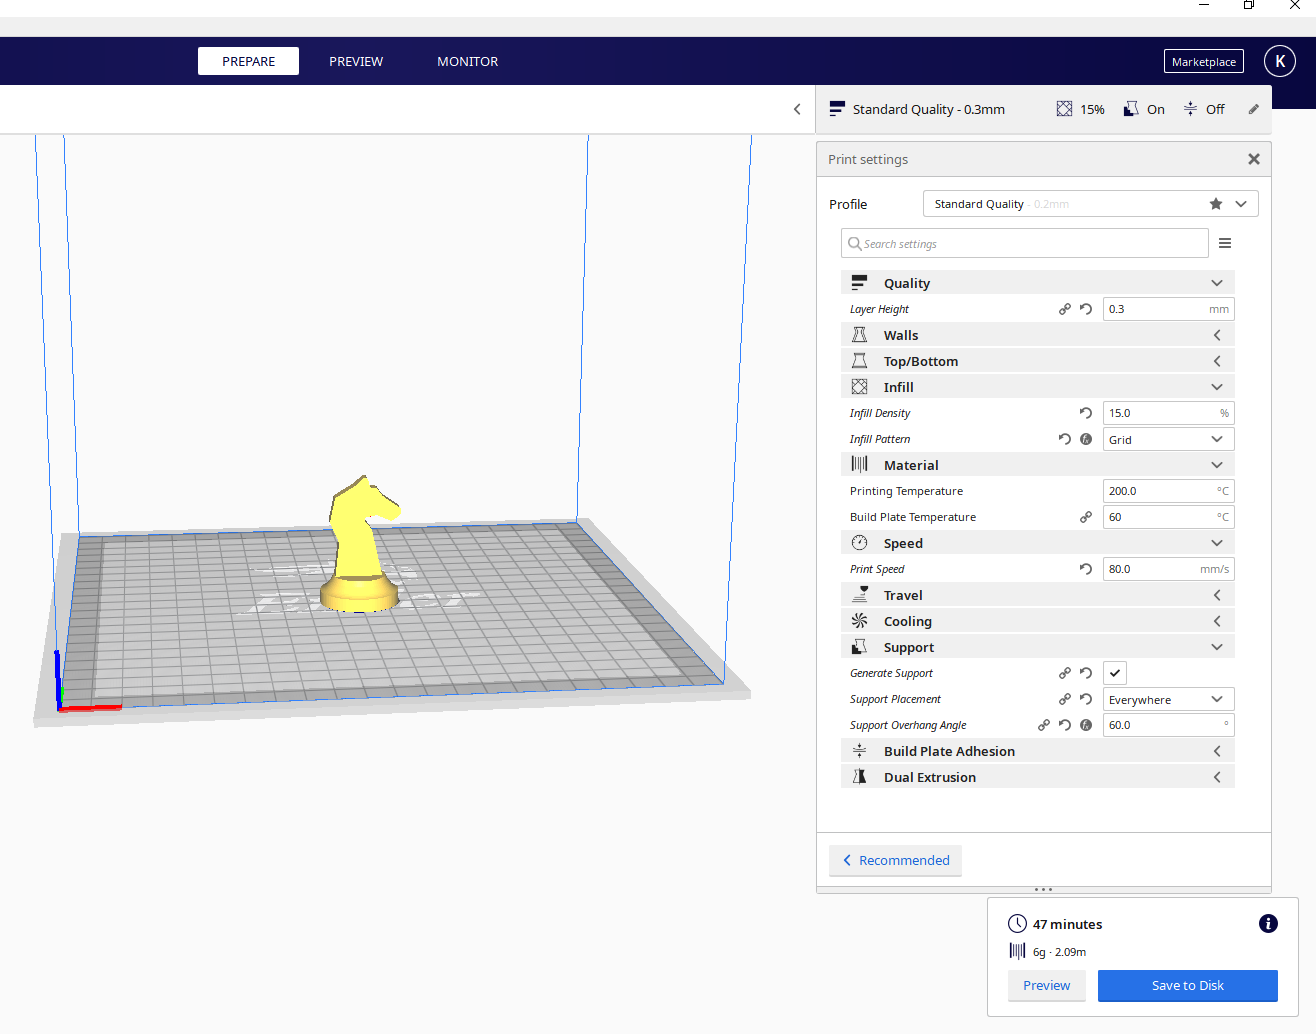 PREPARE PREVIEW MONITOR Marketplace K
Standard Quality - 0.3mm 15% On Off
Print settings
Profile Standard Quality - 0.2mm
Search settings
Quality
Layer Height 0.3 mm
Walls
Top/Bottom
Infill
Infill Density 15.0 %
Infill Pattern Grid
Material
Printing Temperature 200.0 °C
Build Plate Temperature 60 °C
Speed
Print Speed 80.0 mm/s
Travel
Cooling
Support
Generate Support
Support Placement Everywhere
Support Overhang Angle 60.0 °
Build Plate Adhesion
Dual Extrusion
Recommended
47 minutes
6g · 2.09m
Preview Save to Disk